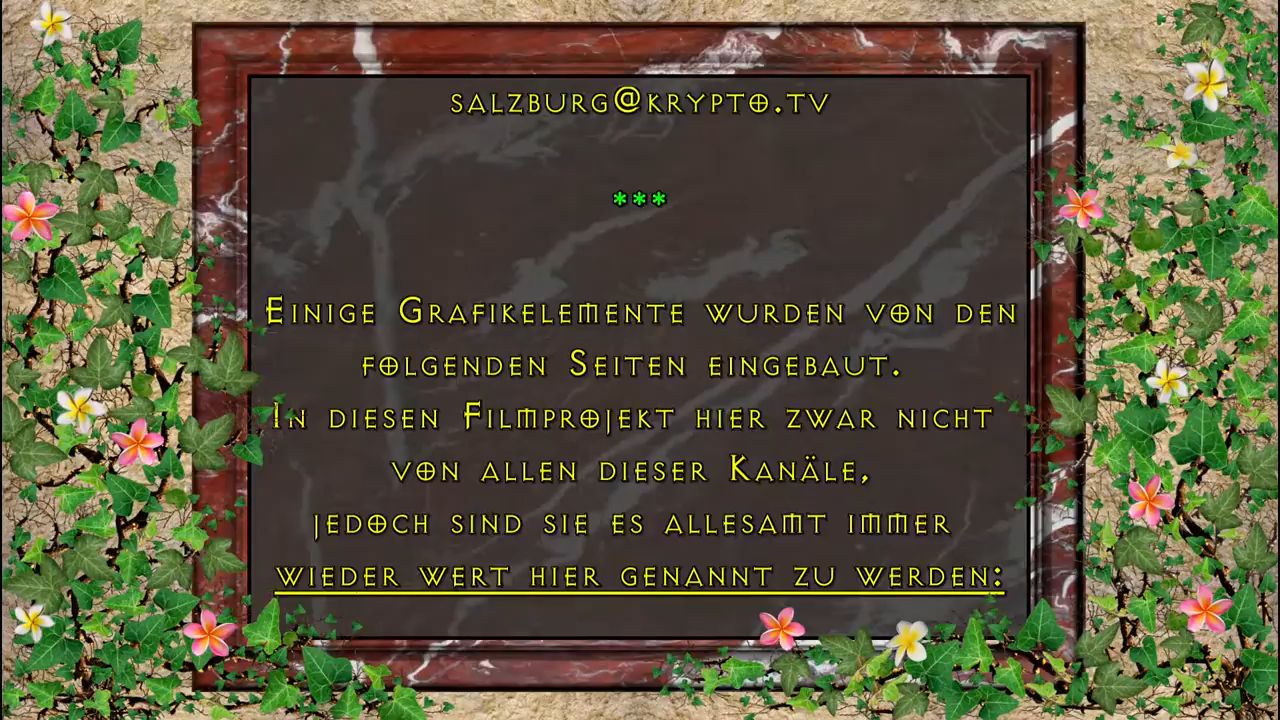 salzburg@krypto.tv
***
Einige Grafikelemente wurden von den
folgenden Seiten eingebaut.
In diesen Filmprojekt hier zwar nicht
von allen dieser Kanäle,
jedoch sind sie es allesamt immer
wieder wert hier genannt zu werden: